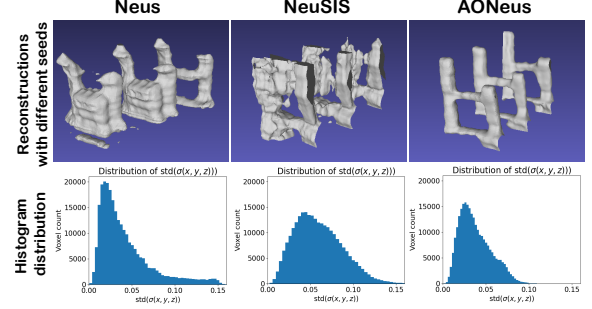 Neus NeuSIS AONeus
Reconstructions
with different seeds
Histogram
distribution
Distribution of std(σ(x, y, z)))
Voxel count
20000
15000
10000
5000
0
0.00 0.05 0.10 0.15
std(σ(x, y, z))
Distribution of std(σ(x, y, z)))
Voxel count
20000
15000
10000
5000
0
0.00 0.05 0.10 0.15
std(σ(x, y, z))
Distribution of std(σ(x, y, z)))
Voxel count
20000
15000
10000
5000
0
0.00 0.05 0.10 0.15
std(σ(x, y, z))